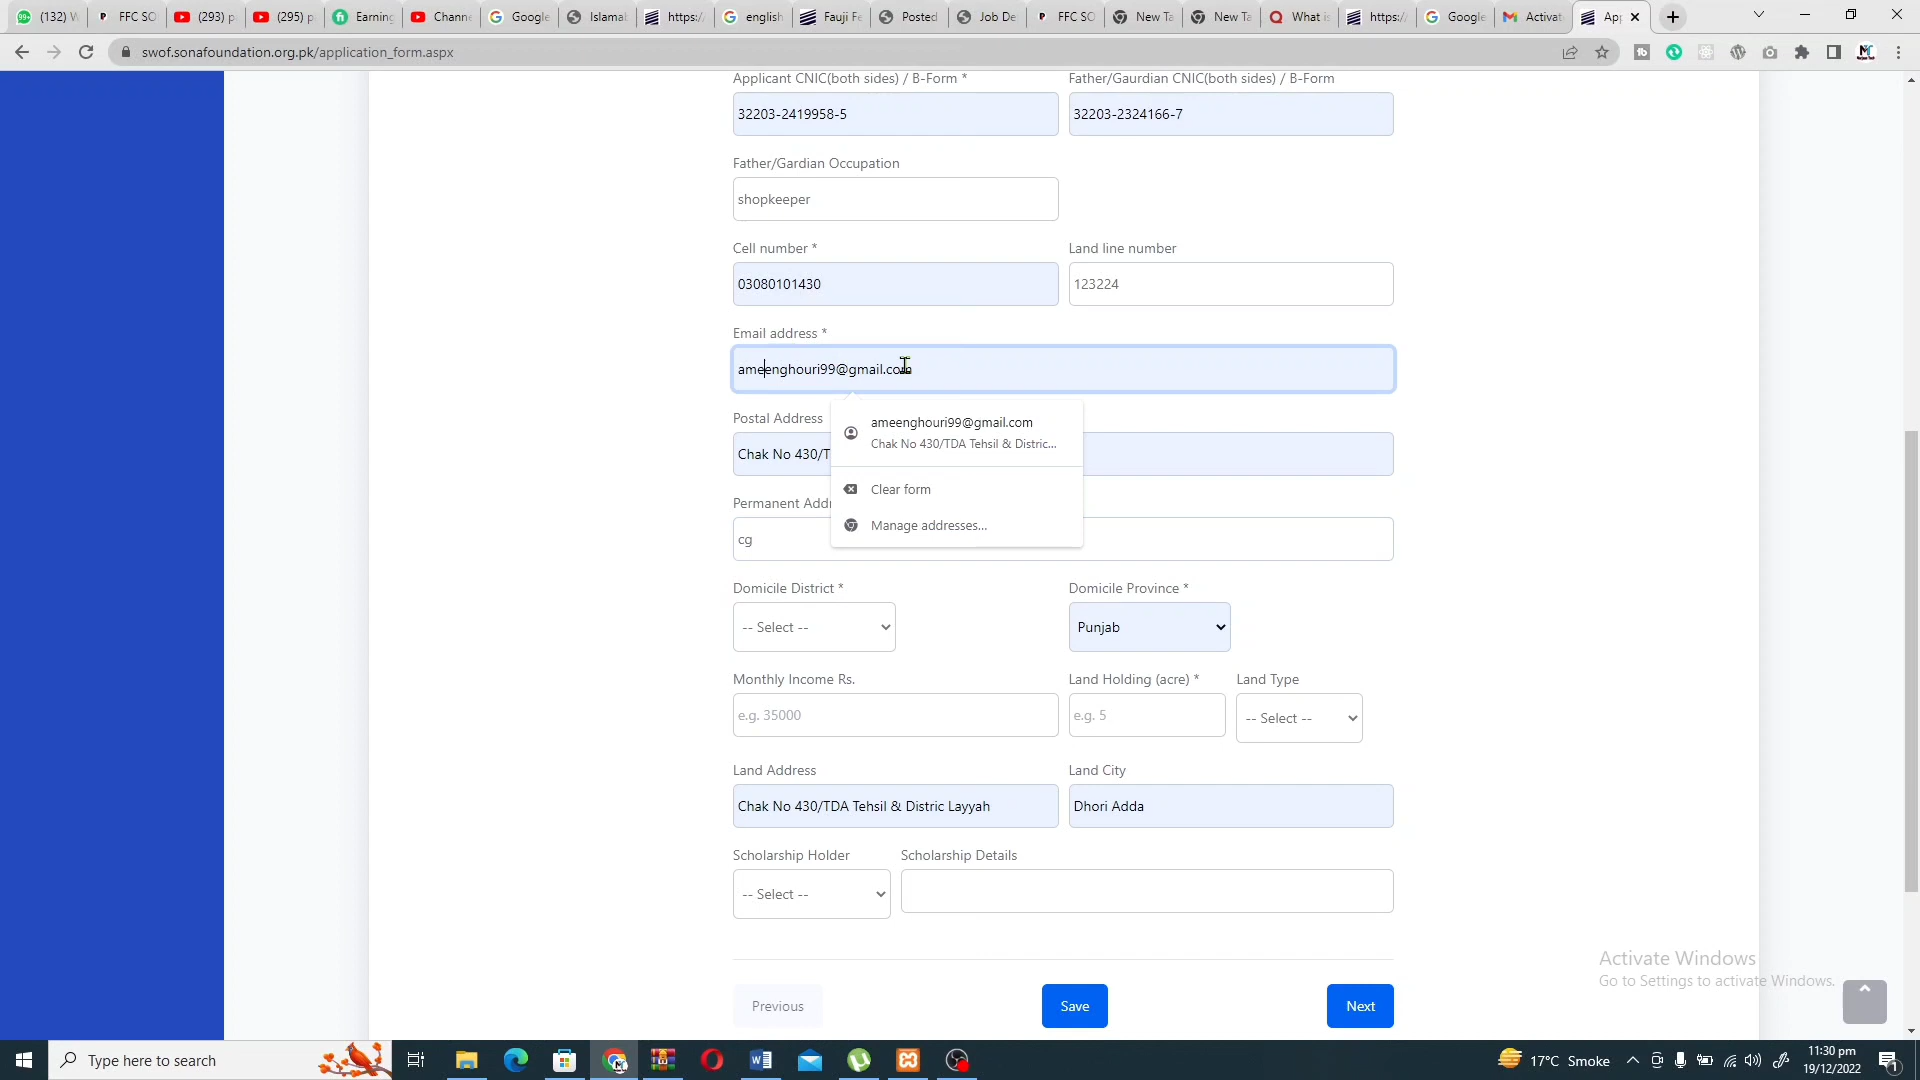 (132) W
FFC SO
(293) p
(295) p
Earning
Chann
Google
Islamal
https:/
english
Fauji Fe
Posted
Job De
FFC SO
New Ta
New Ta
What i
https:/
Google
Activat
App
swof.sonafoundation.org.pk/application_form.aspx
Applicant CNIC(both sides) / B-Form * Father/Gaurdian CNIC(both sides) / B-Form
32203-2419958-5 32203-2324166-7
Father/Gardian Occupation
shopkeeper
Cell number * Land line number
03080101430 123224
Email address *
ameenghouri99@gmail.com
Postal Address
ameenghouri99@gmail.com
Chak No 430/TDA Tehsil & Distric...
Chak No 430/T
Clear form
Permanent Addr
Manage addresses...
cg
Domicile District * Domicile Province *
-- Select -- Punjab
Monthly Income Rs. Land Holding (acre) * Land Type
e.g. 35000 e.g. 5 -- Select --
Land Address Land City
Chak No 430/TDA Tehsil & Distric Layyah Dhori Adda
Scholarship Holder Scholarship Details
-- Select --
Activate Windows
Go to Settings to activate Windows.
Previous Save Next
Type here to search
17°C Smoke
11:30 pm
19/12/2022
1